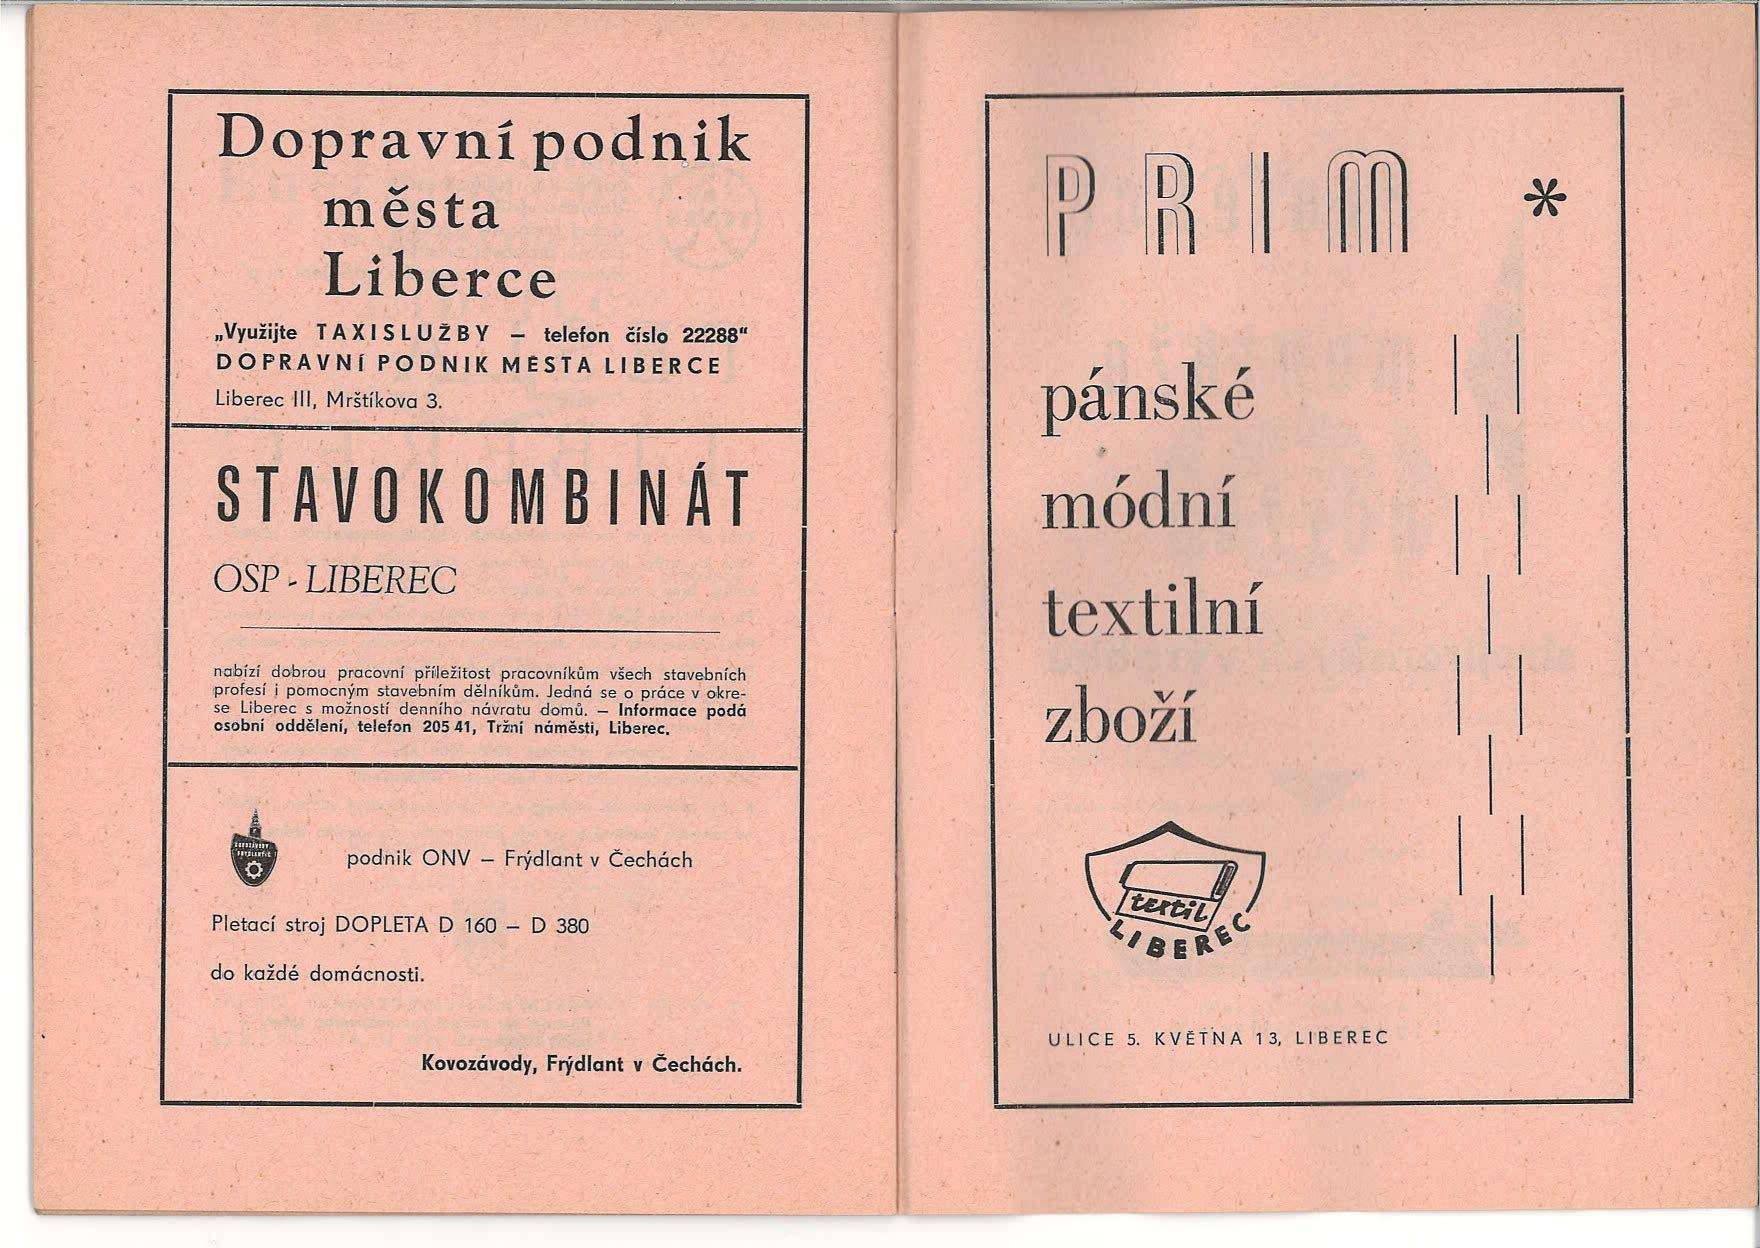 Dopravní podnik
města
Liberce
„Využijte TAXISLUŽBY – telefon číslo 22288“
DOPRAVNÍ PODNIK MĚSTA LIBERCE
Liberec III, Mrštíkova 3.
STAVOKOMBINÁT
OSP - LIBEREC
nabízí dobrou pracovní příležitost pracovníkům všech stavebních
profesí i pomocným stavebním dělníkům. Jedná se o práce v okre-
se Liberec s možností denního návratu domů. – Informace podá
osobní oddělení, telefon 205 41, Tržní náměstí, Liberec.
KOVOZÁVODY
FRÝDLANT·Č
podnik ONV – Frýdlant v Čechách
Pletací stroj DOPLETA D 160 – D 380
do každé domácnosti.
Kovozávody, Frýdlant v Čechách.
PRIM *
pánské
módní
textilní
zboží
textil
LIBEREC
ULICE 5. KVĚTNA 13, LIBEREC